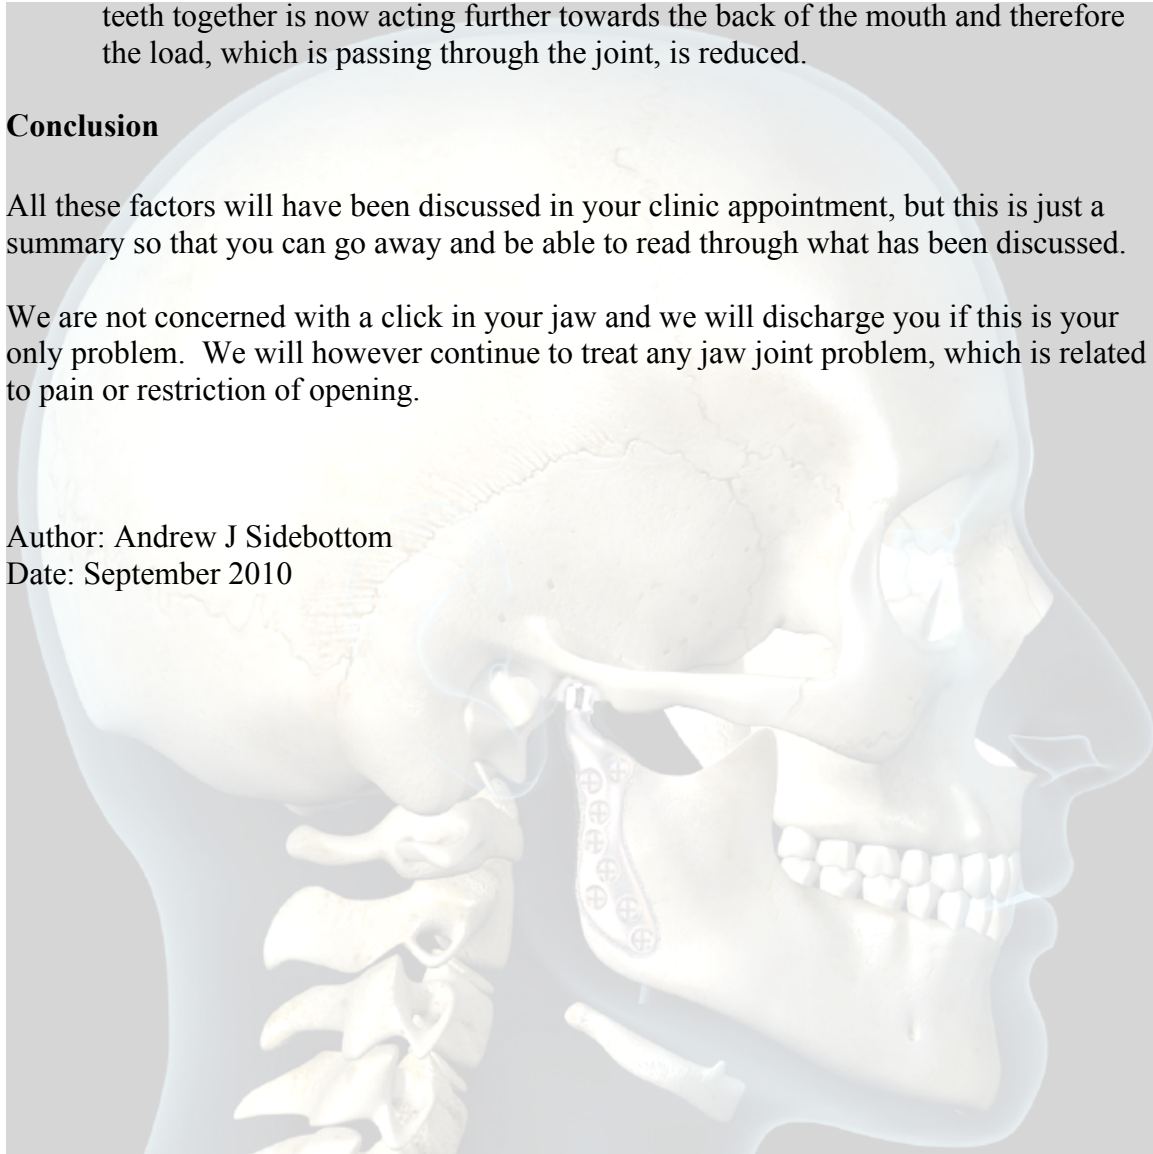 teeth together is now acting further towards the back of the mouth and therefore
the load, which is passing through the joint, is reduced.
Conclusion
All these factors will have been discussed in your clinic appointment, but this is just a
summary so that you can go away and be able to read through what has been discussed.
We are not concerned with a click in your jaw and we will discharge you if this is your
only problem.  We will however continue to treat any jaw joint problem, which is related
to pain or restriction of opening.
Author: Andrew J Sidebottom
Date: September 2010